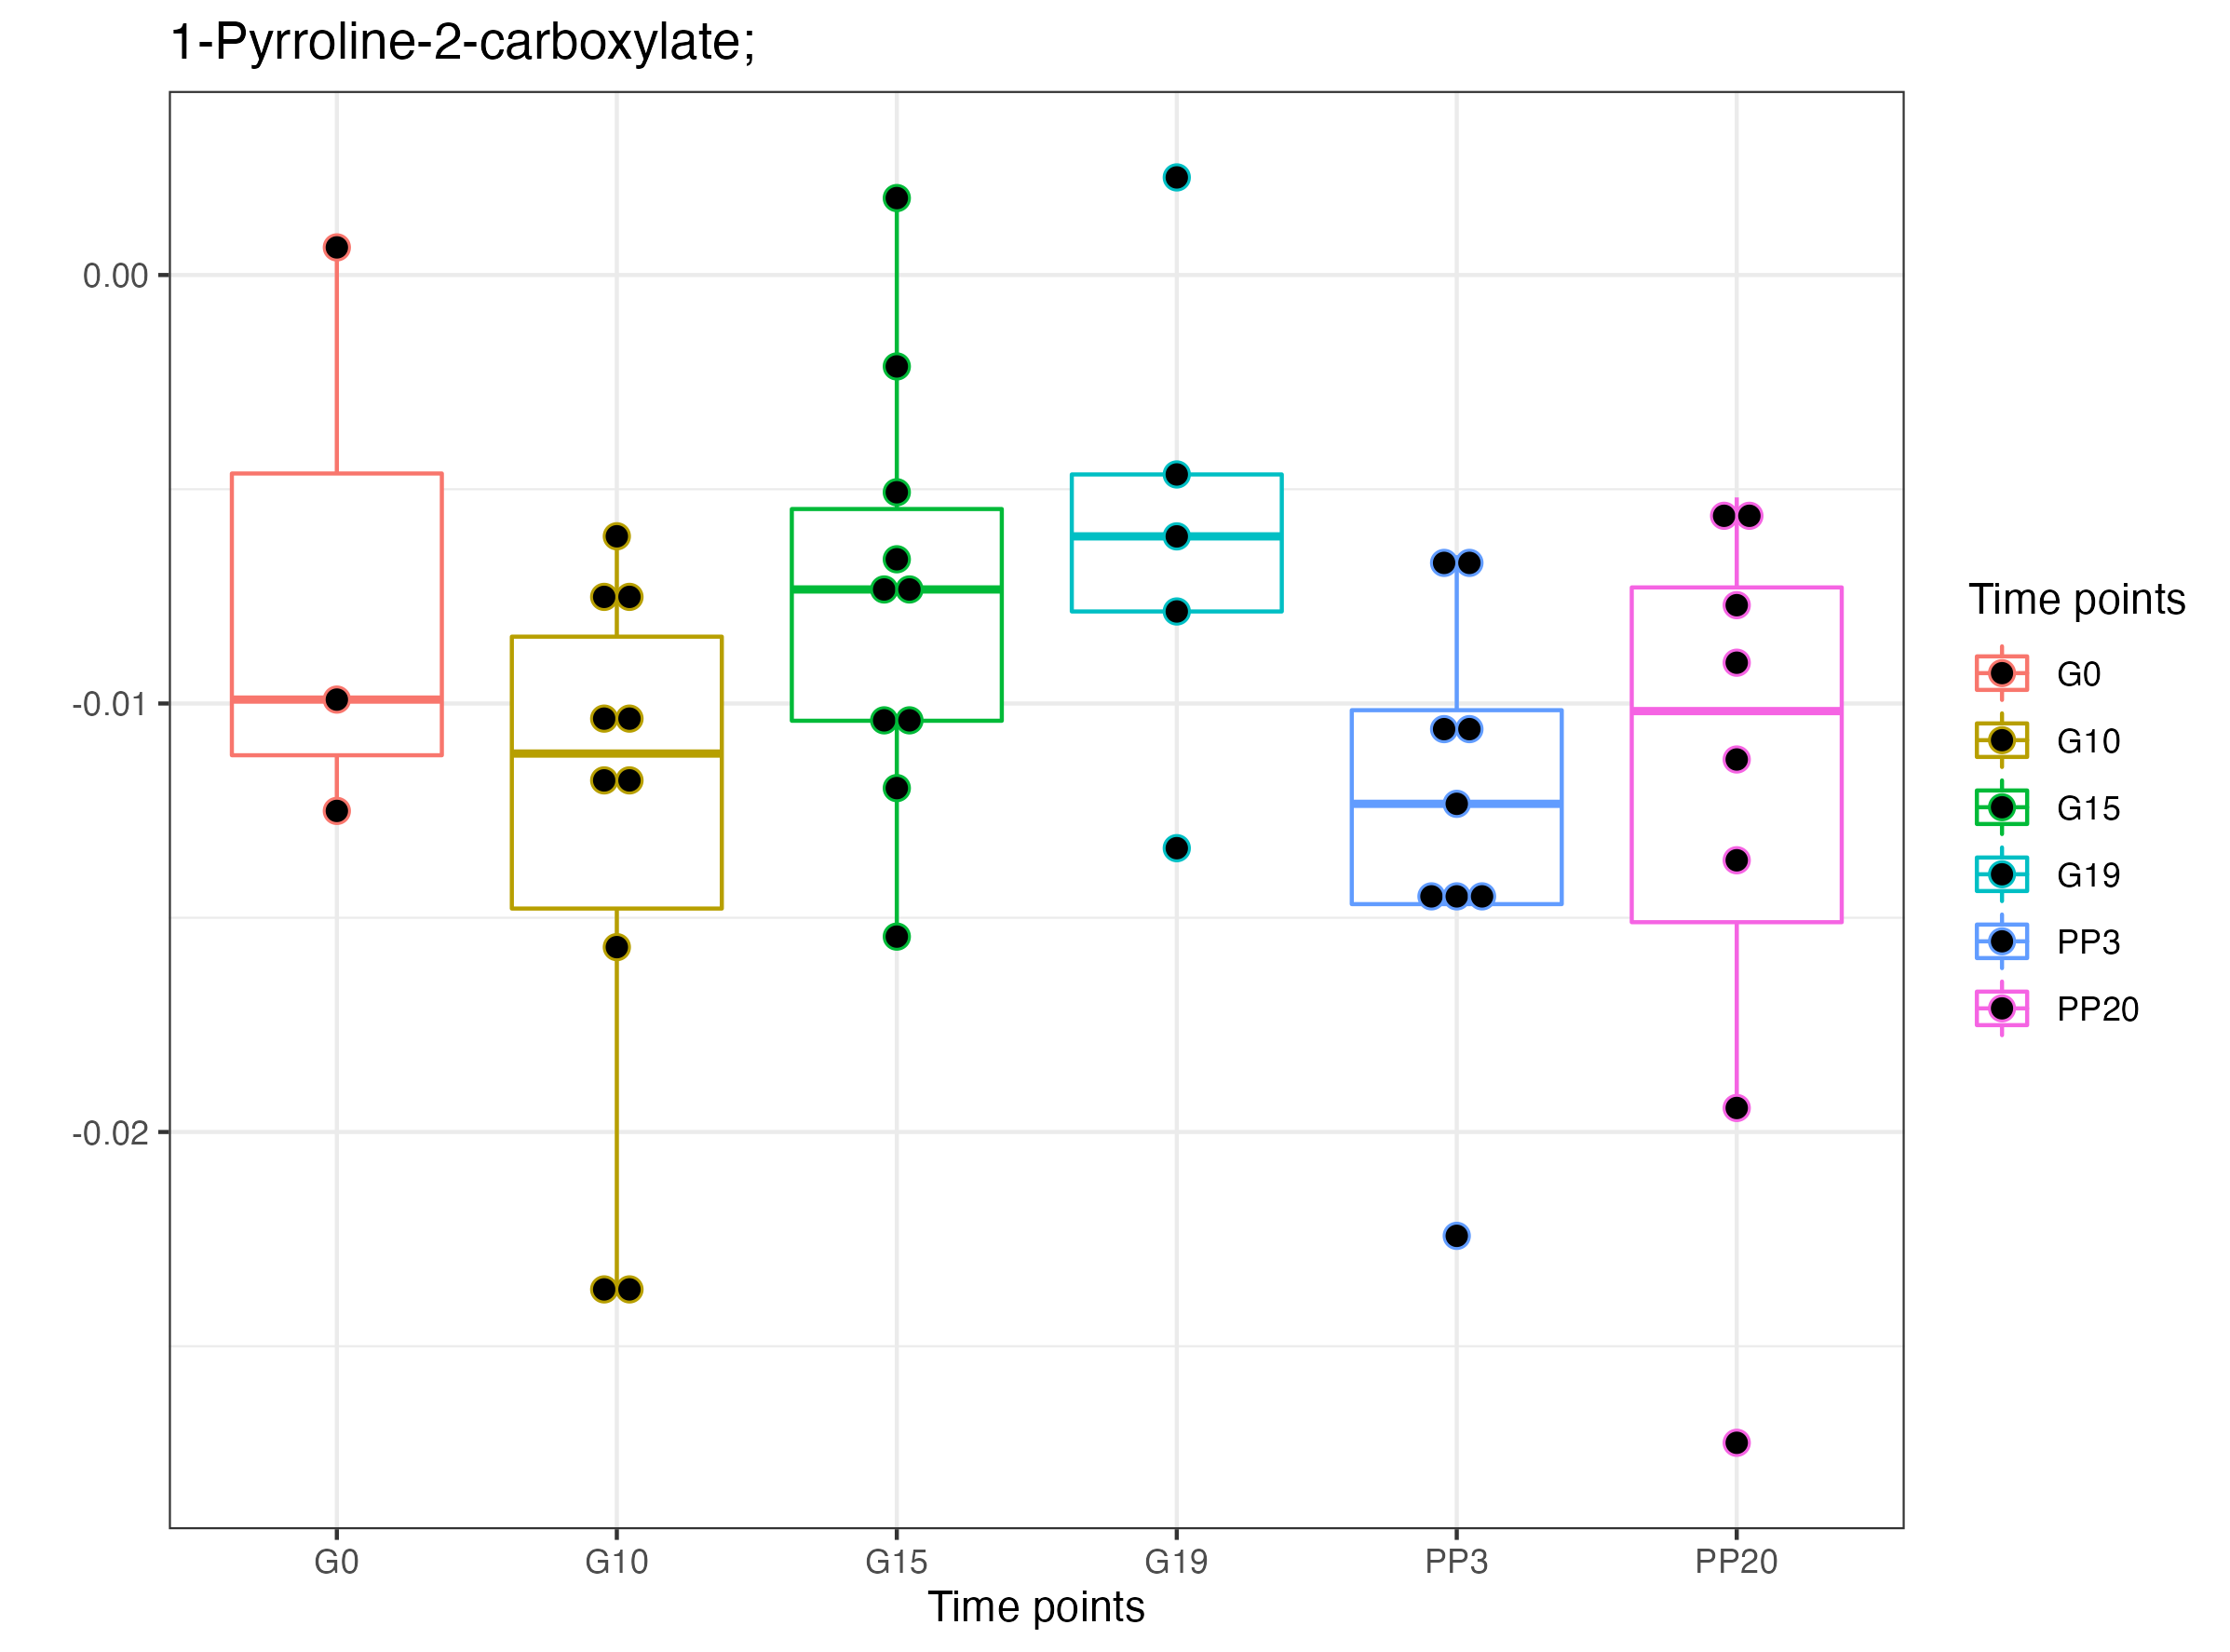 1-Pyrroline-2-carboxylate;
0.00
-0.01
-0.02
G0 G10 G15 G19 PP3 PP20
Time points
Time points
G0
G10
G15
G19
PP3
PP20